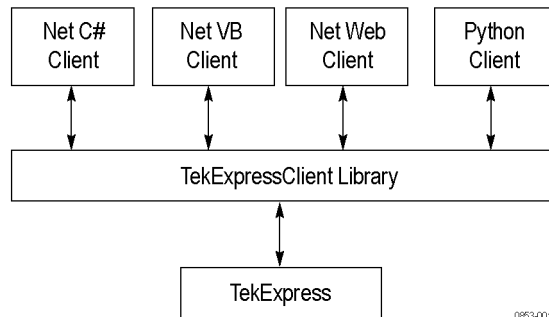 Net C#
Client
Net VB
Client
Net Web
Client
Python
Client
TekExpressClient Library
TekExpress